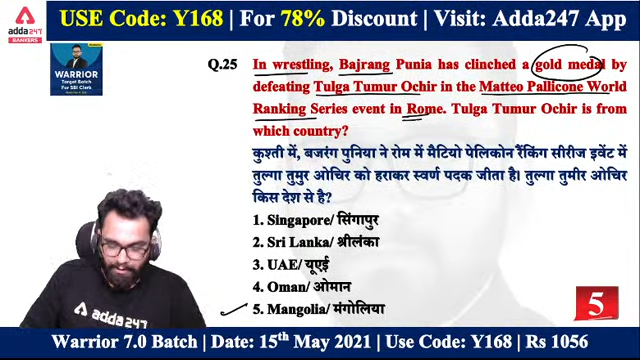 adda 247
BANKERS
USE Code: Y168 | For 78% Discount | Visit: Adda247 App
WARRIOR
Target Batch
For SBI Clerk
Q.25 In wrestling, Bajrang Punia has clinched a gold medal by
defeating Tulga Tumur Ochir in the Matteo Pallicone World
Ranking Series event in Rome. Tulga Tumur Ochir is from
which country?
कुश्ती में, बजरंग पुनिया ने रोम में मैटियो पेलिकोन रैंकिंग सीरीज इवेंट में
तुल्गा तुमुर ओचिर को हराकर स्वर्ण पदक जीता है। तुल्गा तुमीर ओचिर
किस देश से है?
1. Singapore/ सिंगापुर
2. Sri Lanka/ श्रीलंका
3. UAE/ यूएई
4. Oman/ ओमान
5. Mangolia/ मंगोलिया
adda 247
5
Warrior 7.0 Batch | Date: 15th May 2021 | Use Code: Y168 | Rs 1056